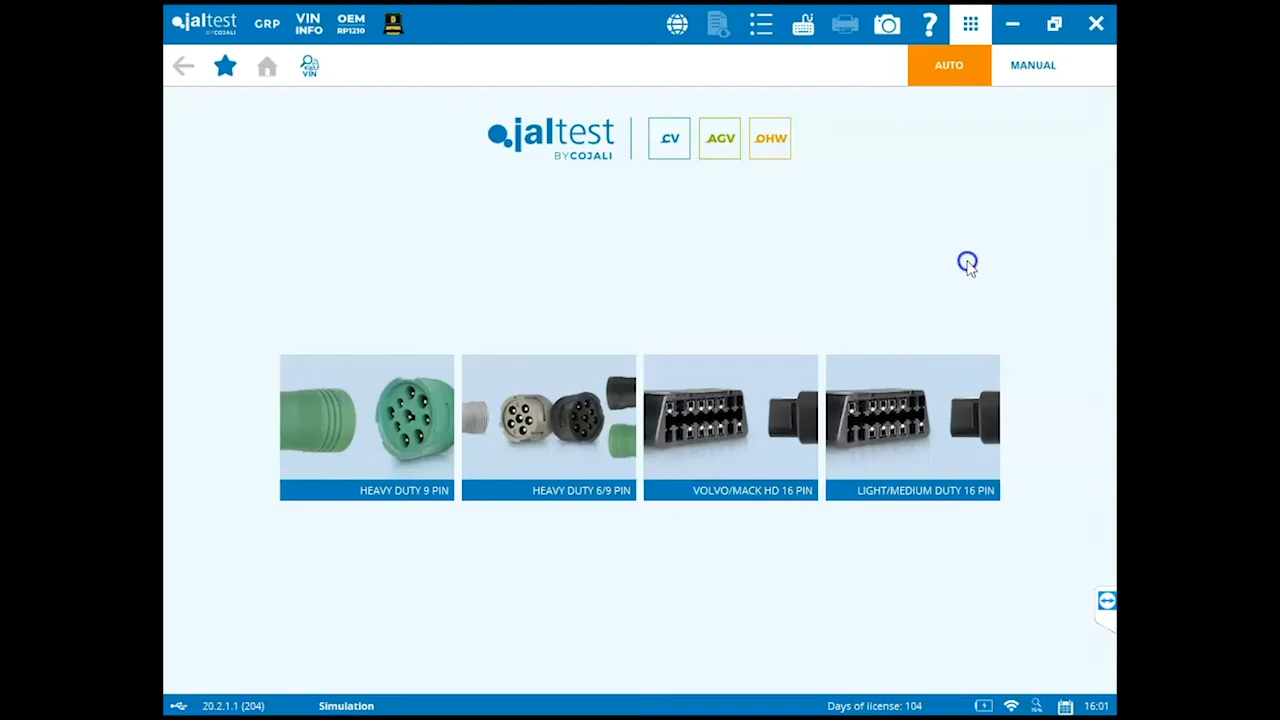 jaltest
BY COJALI
GRP
VIN
INFO
OEM
RP1210
D
?
VIN
AUTO
MANUAL
jaltest
BY COJALI
CV
AGV
OHW
HEAVY DUTY 9 PIN
HEAVY DUTY 6/9 PIN
VOLVO/MACK HD 16 PIN
LIGHT/MEDIUM DUTY 16 PIN
20.2.1.1 (204)
Simulation
Days of license: 104
16:01